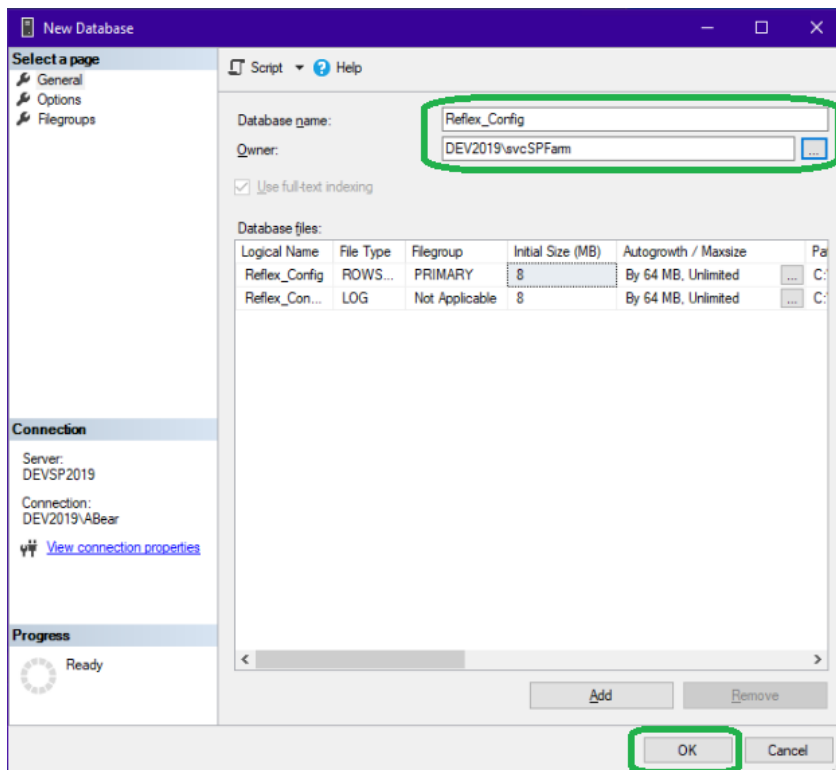 New Database
Select a page
General
Options
Filegroups
Script
Help
Database name:
Reflex_Config
Owner:
DEV2019\svcSPFarm
...
Use full-text indexing
Database files:
Logical Name File Type Filegroup Initial Size (MB) Autogrowth / Maxsize Pa
Reflex_Config ROWS... PRIMARY 8 By 64 MB, Unlimited ... C:
Reflex_Con... LOG Not Applicable 8 By 64 MB, Unlimited ... C:
Connection
Server:
DEVSP2019
Connection:
DEV2019\ABear
View connection properties
Progress
Ready
Add
Remove
OK
Cancel